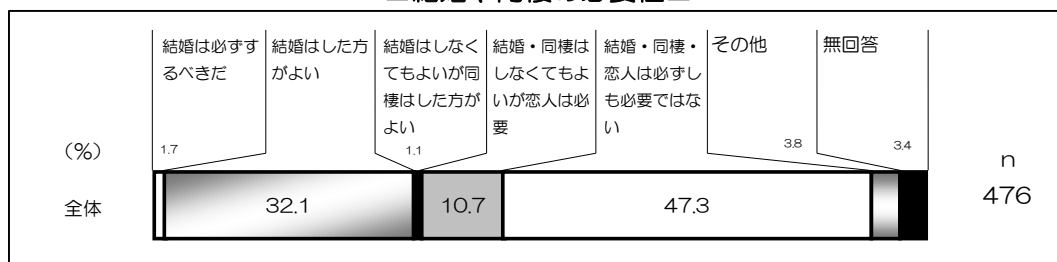 結婚は必ずす
るべきだ
結婚はした方
がよい
結婚はしなく
てもよいが同
棲はした方が
よい
結婚・同棲は
しなくてもよ
いが恋人は必
要
結婚・同棲・
恋人は必ずし
も必要ではな
い
その他
無回答
(%)
1.7
1.1
3.8
3.4
n
全体
32.1
10.7
47.3
476